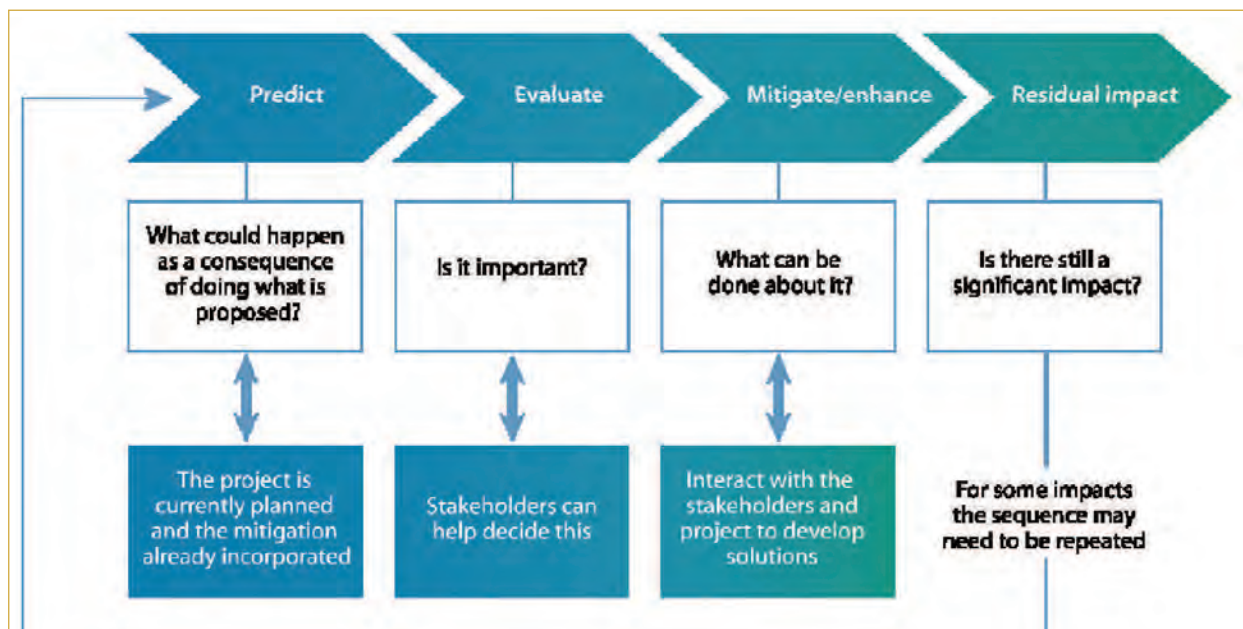 Predict
Evaluate
Mitigate/enhance
Residual impact
What could happen
as a consequence
of doing what is
proposed?
Is it important?
What can be
done about it?
Is there still a
significant impact?
The project is
currently planned
and the mitigation
already incorporated
Stakeholders can
help decide this
Interact with the
stakeholders and
project to develop
solutions
For some impacts
the sequence may
need to be repeated